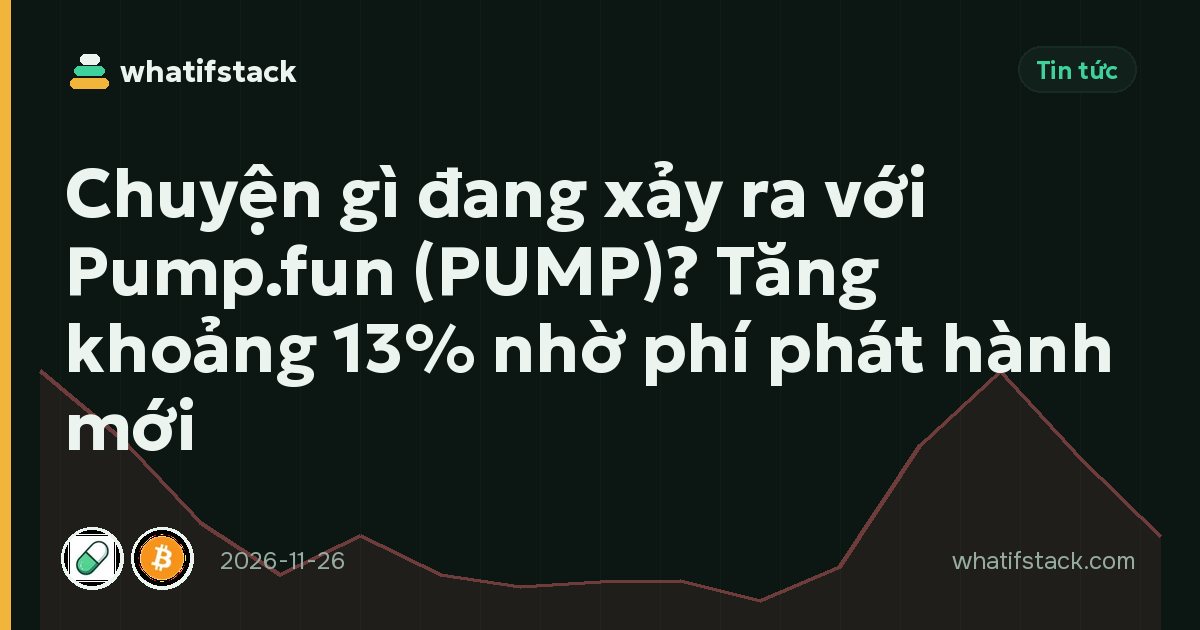 whatifstack
Tin tức
Chuyện gì đang xảy ra với
Pump.fun (PUMP)? Tăng
khoảng 13% nhờ phí phát hành
mới
2026-11-26
whatifstack.com